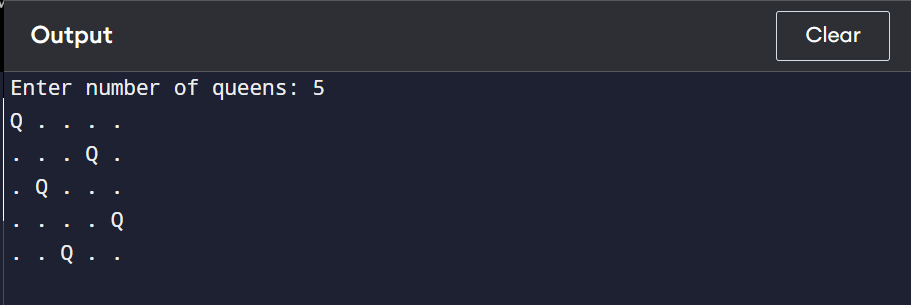 Output
Clear
Enter number of queens: 5
Q . . . .
. . . Q .
. Q . . .
. . . . Q
. . Q . .